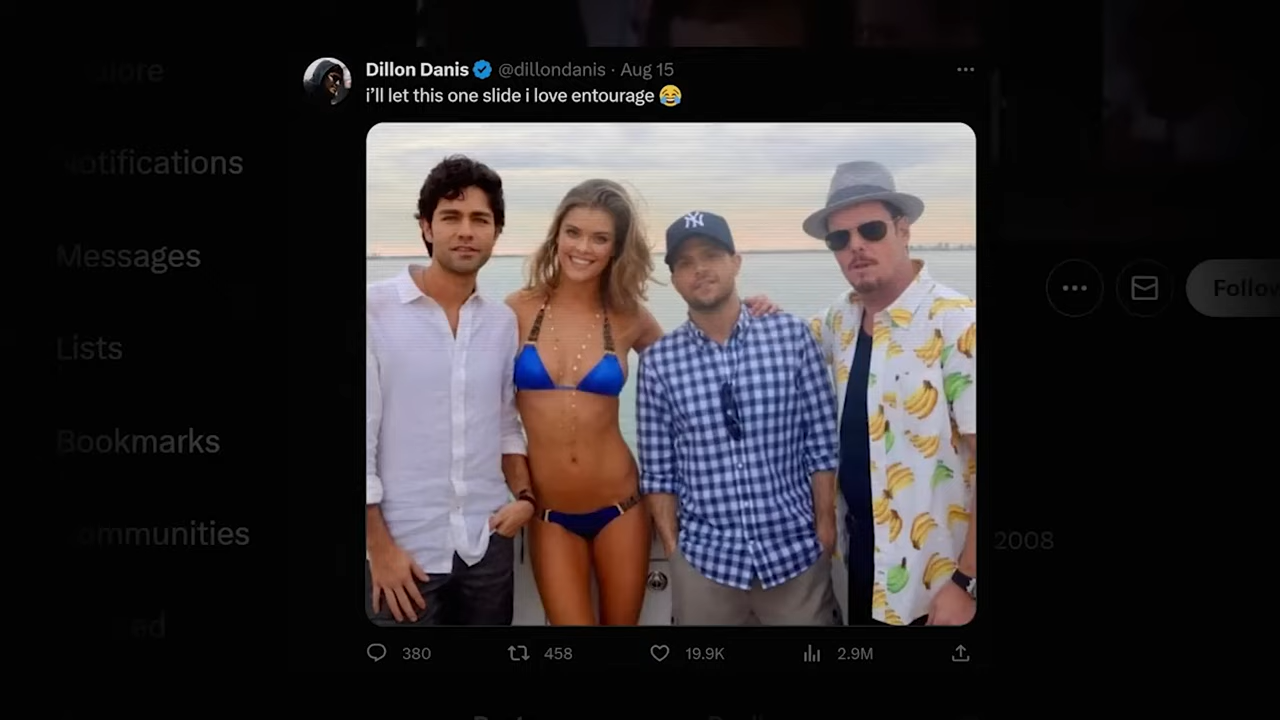 Dillon Danis @dillondanis · Aug 15
i'll let this one slide i love entourage 😂
NY
380 458 19.9K 2.9M
Notifications
Messages
Lists
Bookmarks
2008